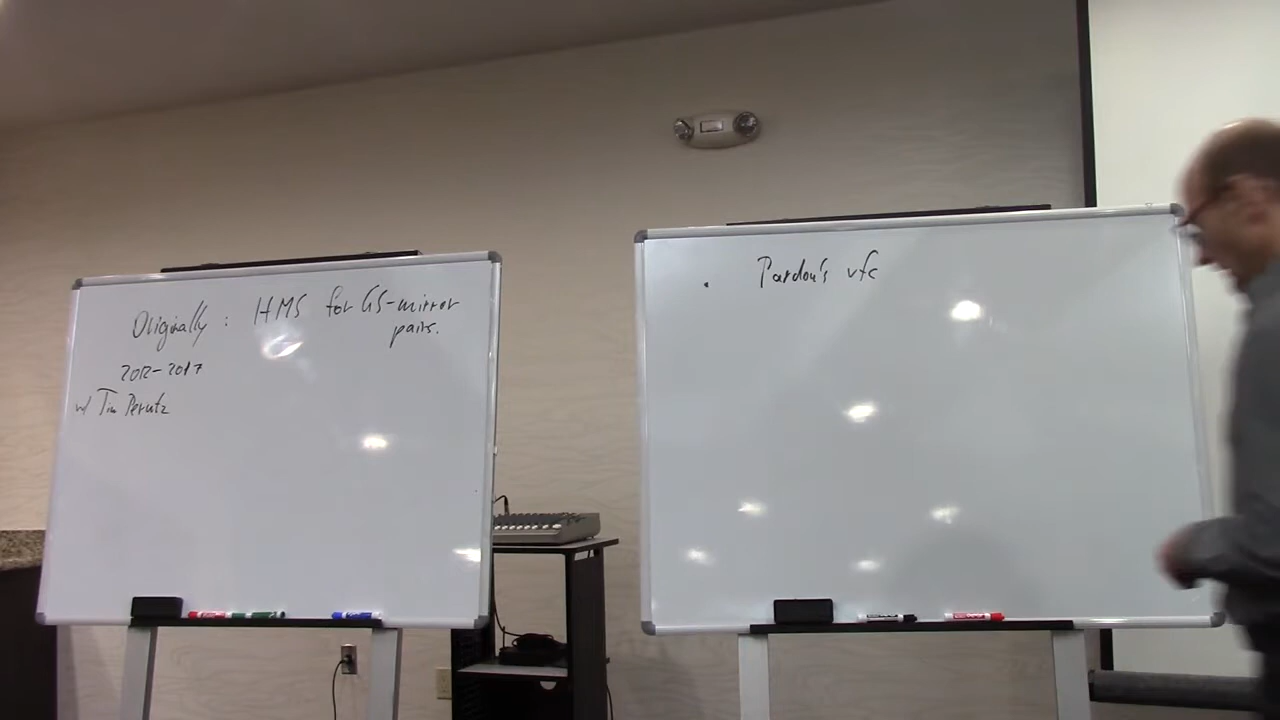 Originally : HMS for GS-mirror
pairs.
2012-2017
w/ Tim Perutz
. Pardon's vfc